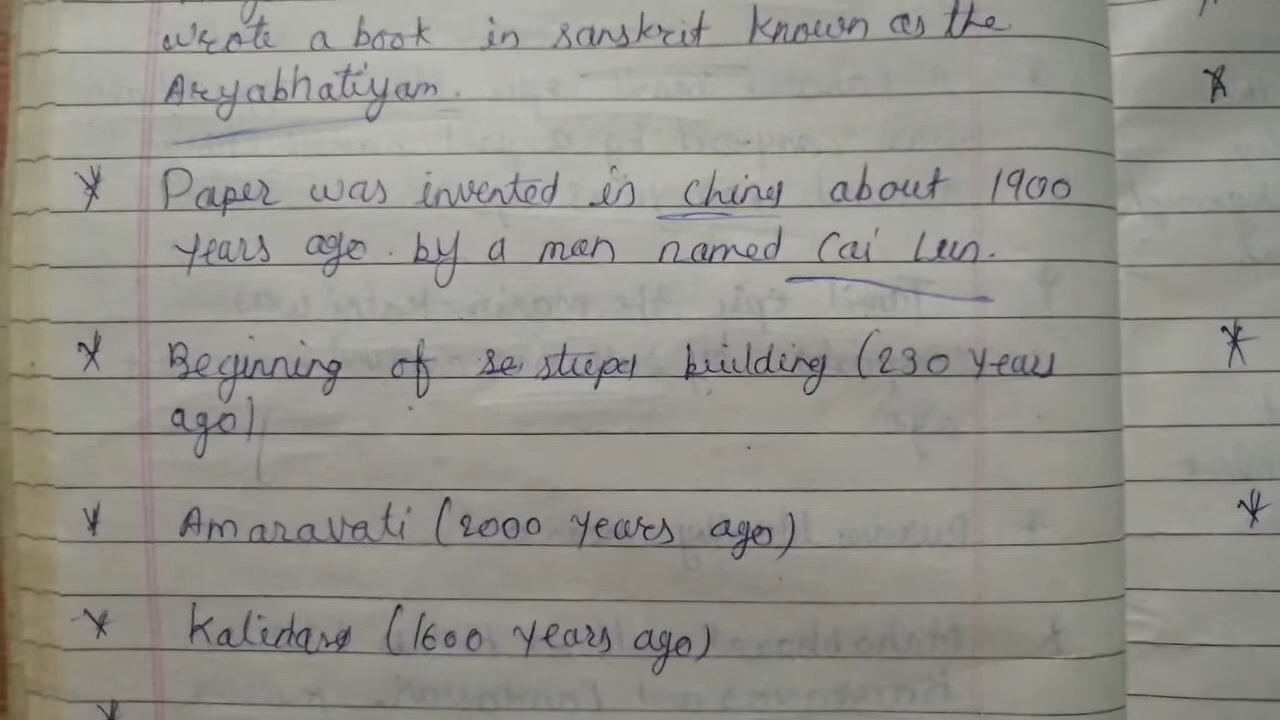 wrote a book in sanskrit known as the
Aryabhatiyam.
* Paper was invented in China about 1900
years ago. by a man named Cai Lun.
* Beginning of stupa building (230 years
ago)
* Amaravati (2000 years ago)
* Kalidasa (1600 years ago)
*
*
*
*